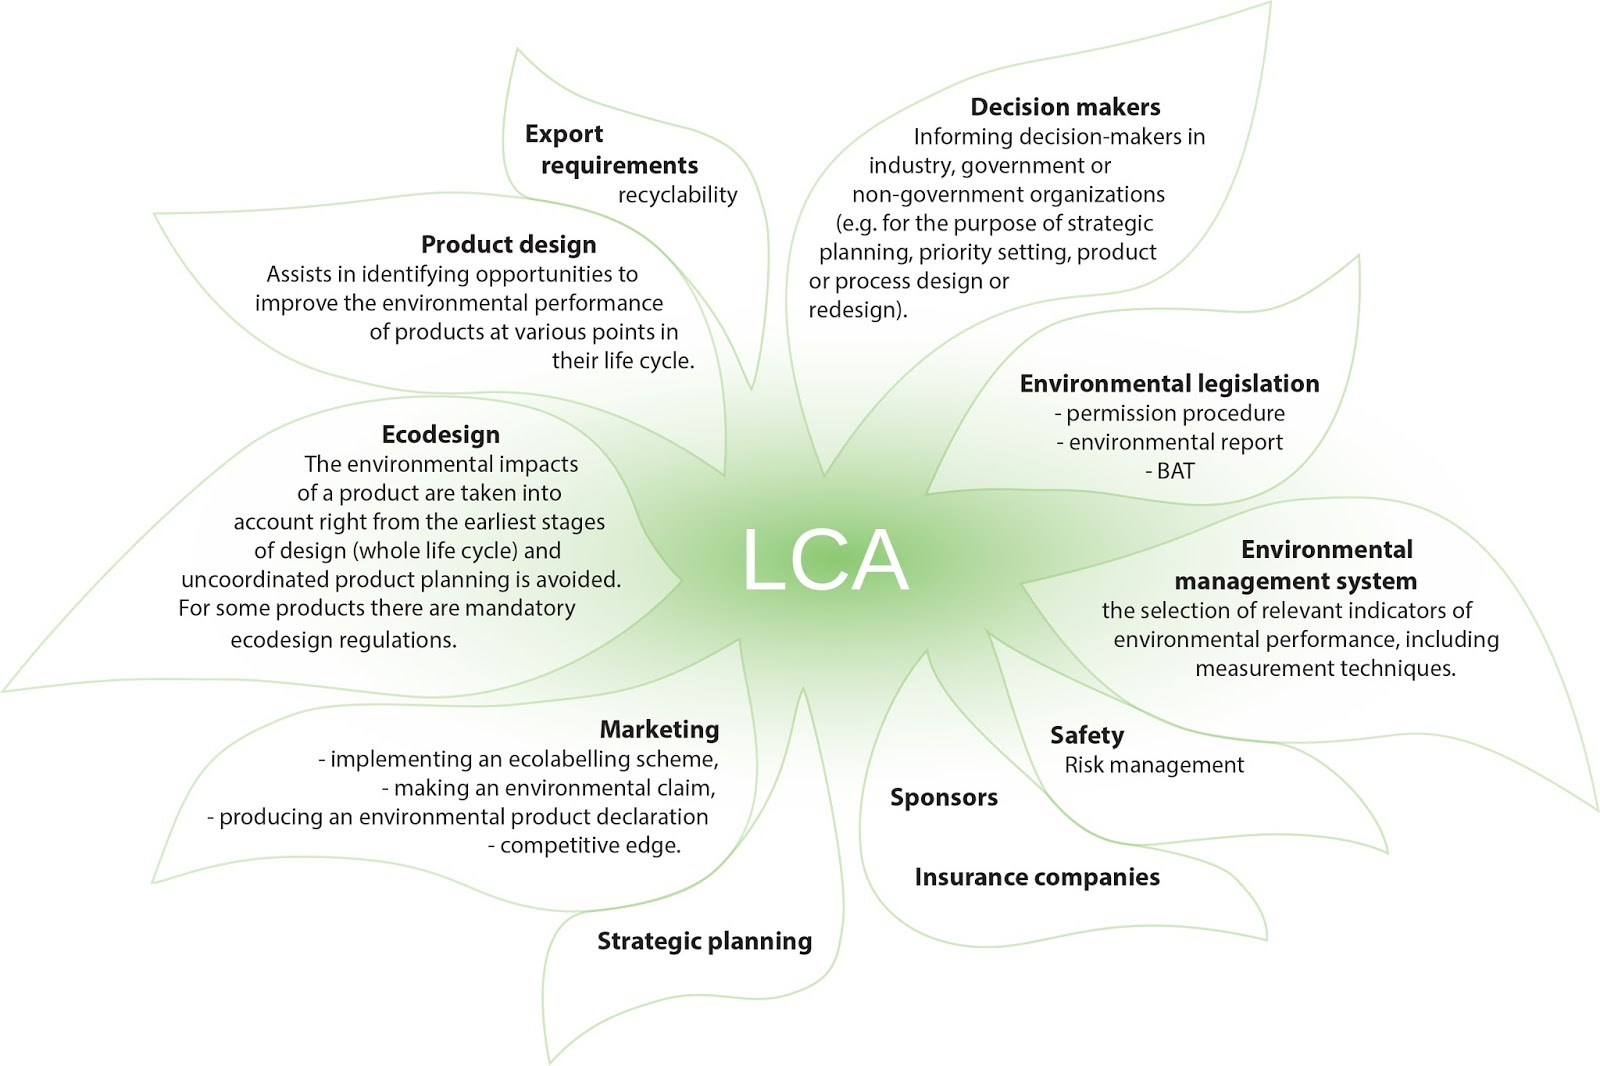 Export
requirements
recyclability
Decision makers
Informing decision-makers in
industry, government or
non-government organizations
(e.g. for the purpose of strategic
planning, priority setting, product
or process design or
redesign).
Product design
Assists in identifying opportunities to
improve the environmental performance
of products at various points in
their life cycle.
Environmental legislation
- permission procedure
- environmental report
- BAT
Ecodesign
The environmental impacts
of a product are taken into
account right from the earliest stages
of design (whole life cycle) and
uncoordinated product planning is avoided.
For some products there are mandatory
ecodesign regulations.
LCA
Environmental
management system
the selection of relevant indicators of
environmental performance, including
measurement techniques.
Marketing
- implementing an ecolabelling scheme,
- making an environmental claim,
- producing an environmental product declaration
- competitive edge.
Safety
Risk management
Sponsors
Insurance companies
Strategic planning